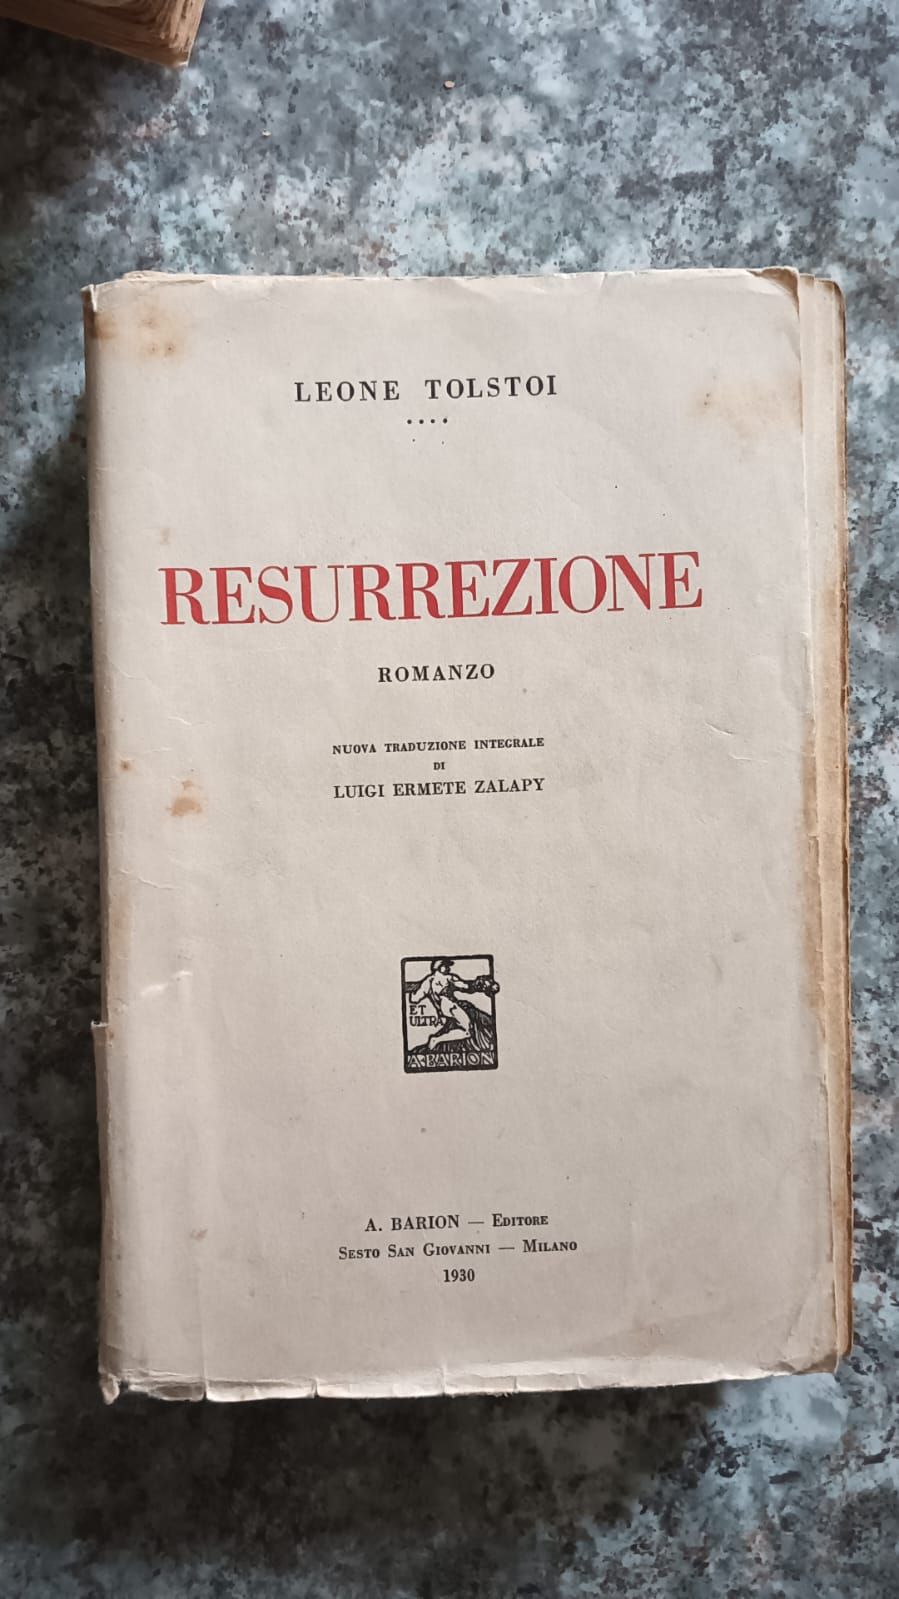 LEONE TOLSTOI
RESURREZIONE
ROMANZO
NUOVA TRADUZIONE INTEGRALE
DI
LUIGI ERMETE ZALAPY
ET
ULTRA
A. BARION
A. BARION — EDITORE
SESTO SAN GIOVANNI — MILANO
1930